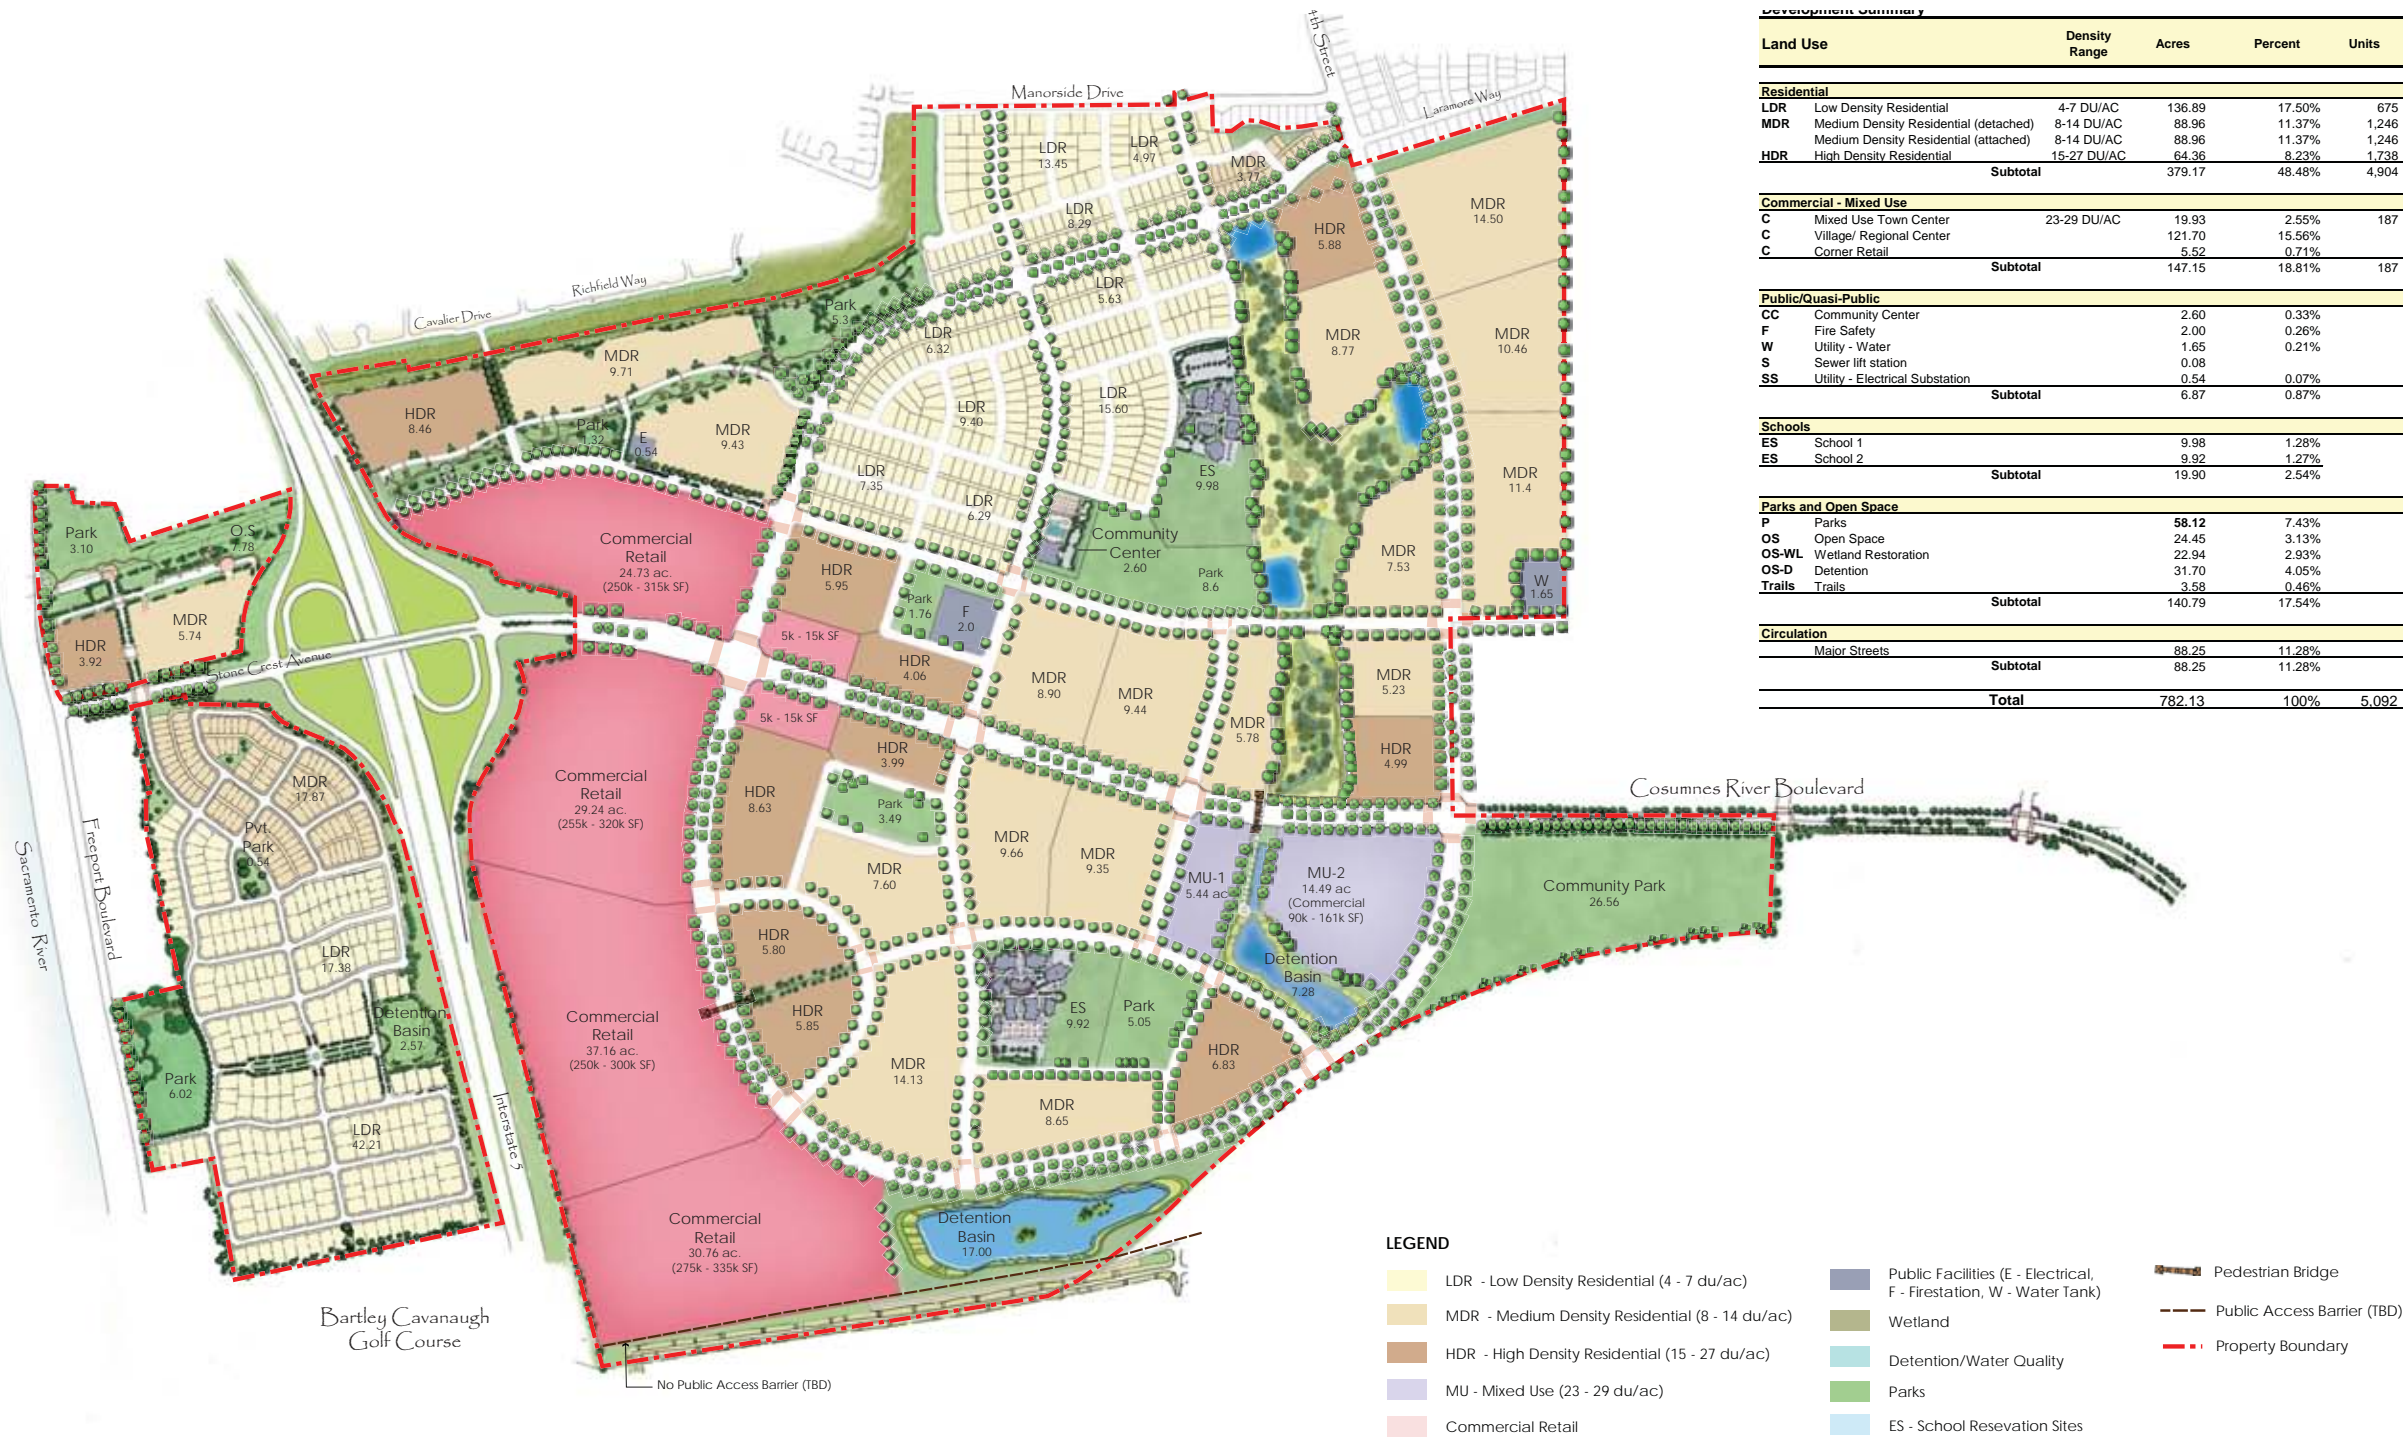 Development Summary
Land Use Density Range Acres Percent Units
Residential
LDR Low Density Residential 4-7 DU/AC 136.89 17.50% 675
MDR Medium Density Residential (detached) 8-14 DU/AC 88.96 11.37% 1,246
Medium Density Residential (attached) 8-14 DU/AC 88.96 11.37% 1,246
HDR High Density Residential 15-27 DU/AC 64.36 8.23% 1,738
Subtotal 379.17 48.48% 4,904
Commercial - Mixed Use
C Mixed Use Town Center 23-29 DU/AC 19.93 2.55% 187
C Village/ Regional Center 121.70 15.56%
C Corner Retail 5.52 0.71%
Subtotal 147.15 18.81% 187
Public/Quasi-Public
CC Community Center 2.60 0.33%
F Fire Safety 2.00 0.26%
W Utility - Water 1.65 0.21%
S Sewer lift station 0.08
SS Utility - Electrical Substation 0.54 0.07%
Subtotal 6.87 0.87%
Schools
ES School 1 9.98 1.28%
ES School 2 9.92 1.27%
Subtotal 19.90 2.54%
Parks and Open Space
P Parks 58.12 7.43%
OS Open Space 24.45 3.13%
OS-WL Wetland Restoration 22.94 2.93%
OS-D Detention 31.70 4.05%
Trails Trails 3.58 0.46%
Subtotal 140.79 17.54%
Circulation
Major Streets 88.25 11.28%
Subtotal 88.25 11.28%
Total 782.13 100% 5,092
4th Street
Manorside Drive
Laramore Way
Richfield Way
Cavalier Drive
LDR
13.45
LDR
4.97
MDR
3.77
LDR
8.29
HDR
5.88
MDR
14.50
LDR
5.63
Park
5.3
LDR
6.32
MDR
8.77
MDR
10.46
MDR
9.71
HDR
8.46
Park
1.32
E
0.54
MDR
9.43
LDR
9.40
LDR
15.60
LDR
7.35
LDR
6.29
ES
9.98
MDR
11.4
Park
3.10
O.S.
7.78
Commercial
Retail
24.73 ac.
(250k - 315k SF)
HDR
5.95
Community
Center
2.60
Park
8.6
MDR
7.53
W
1.65
Park
1.76
F
2.0
HDR
3.92
MDR
5.74
Stone Crest Avenue
5k - 15k SF
HDR
4.06
MDR
8.90
MDR
9.44
MDR
5.23
5k - 15k SF
HDR
3.99
MDR
5.78
HDR
4.99
MDR
17.87
Pvt.
Park
0.54
Commercial
Retail
29.24 ac.
(255k - 320k SF)
HDR
8.63
Park
3.49
MDR
7.60
MDR
9.66
MDR
9.35
MU-1
5.44 ac
MU-2
14.49 ac
(Commercial
90k - 161k SF)
Cosumnes River Boulevard
Community Park
26.56
Sacramento River
Freeport Boulevard
LDR
17.38
HDR
5.80
Detention
Basin
7.28
Detention
Basin
2.57
Commercial
Retail
37.16 ac.
(250k - 300k SF)
HDR
5.85
ES
9.92
Park
5.05
HDR
6.83
MDR
14.13
MDR
8.65
Park
6.02
LDR
42.21
Interstate 5
Commercial
Retail
30.76 ac.
(275k - 335k SF)
Detention
Basin
17.00
Bartley Cavanaugh
Golf Course
No Public Access Barrier (TBD)
LEGEND
LDR - Low Density Residential (4 - 7 du/ac)
MDR - Medium Density Residential (8 - 14 du/ac)
HDR - High Density Residential (15 - 27 du/ac)
MU - Mixed Use (23 - 29 du/ac)
Commercial Retail
Public Facilities (E - Electrical,
F - Firestation, W - Water Tank)
Wetland
Detention/Water Quality
Parks
ES - School Resevation Sites
Pedestrian Bridge
Public Access Barrier (TBD)
Property Boundary